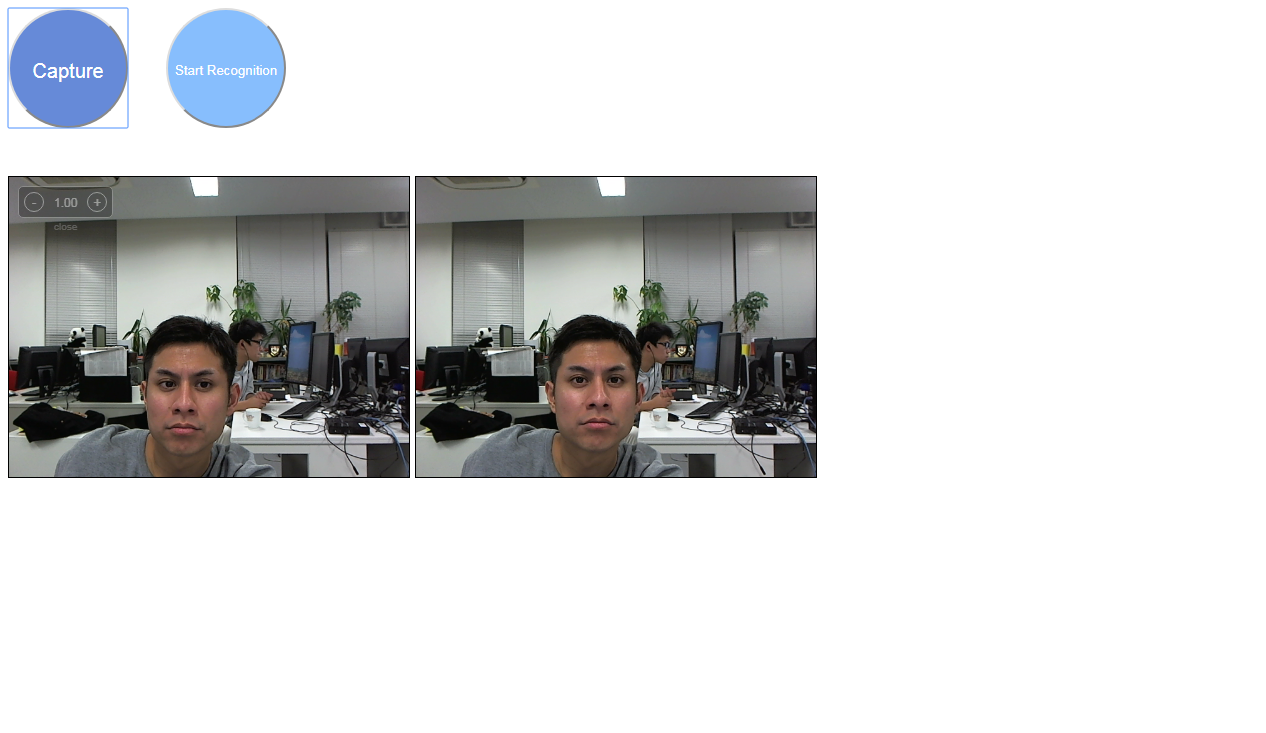 Capture
Start Recognition
- 1.00 +
close